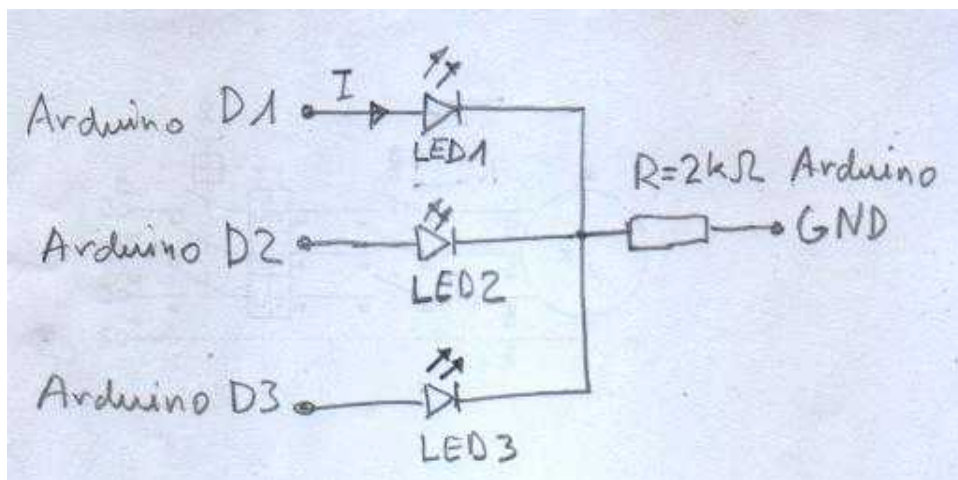 I
Arduino D1
LED1
R=2kΩ Arduino
Arduino D2
GND
LED2
Arduino D3
LED3